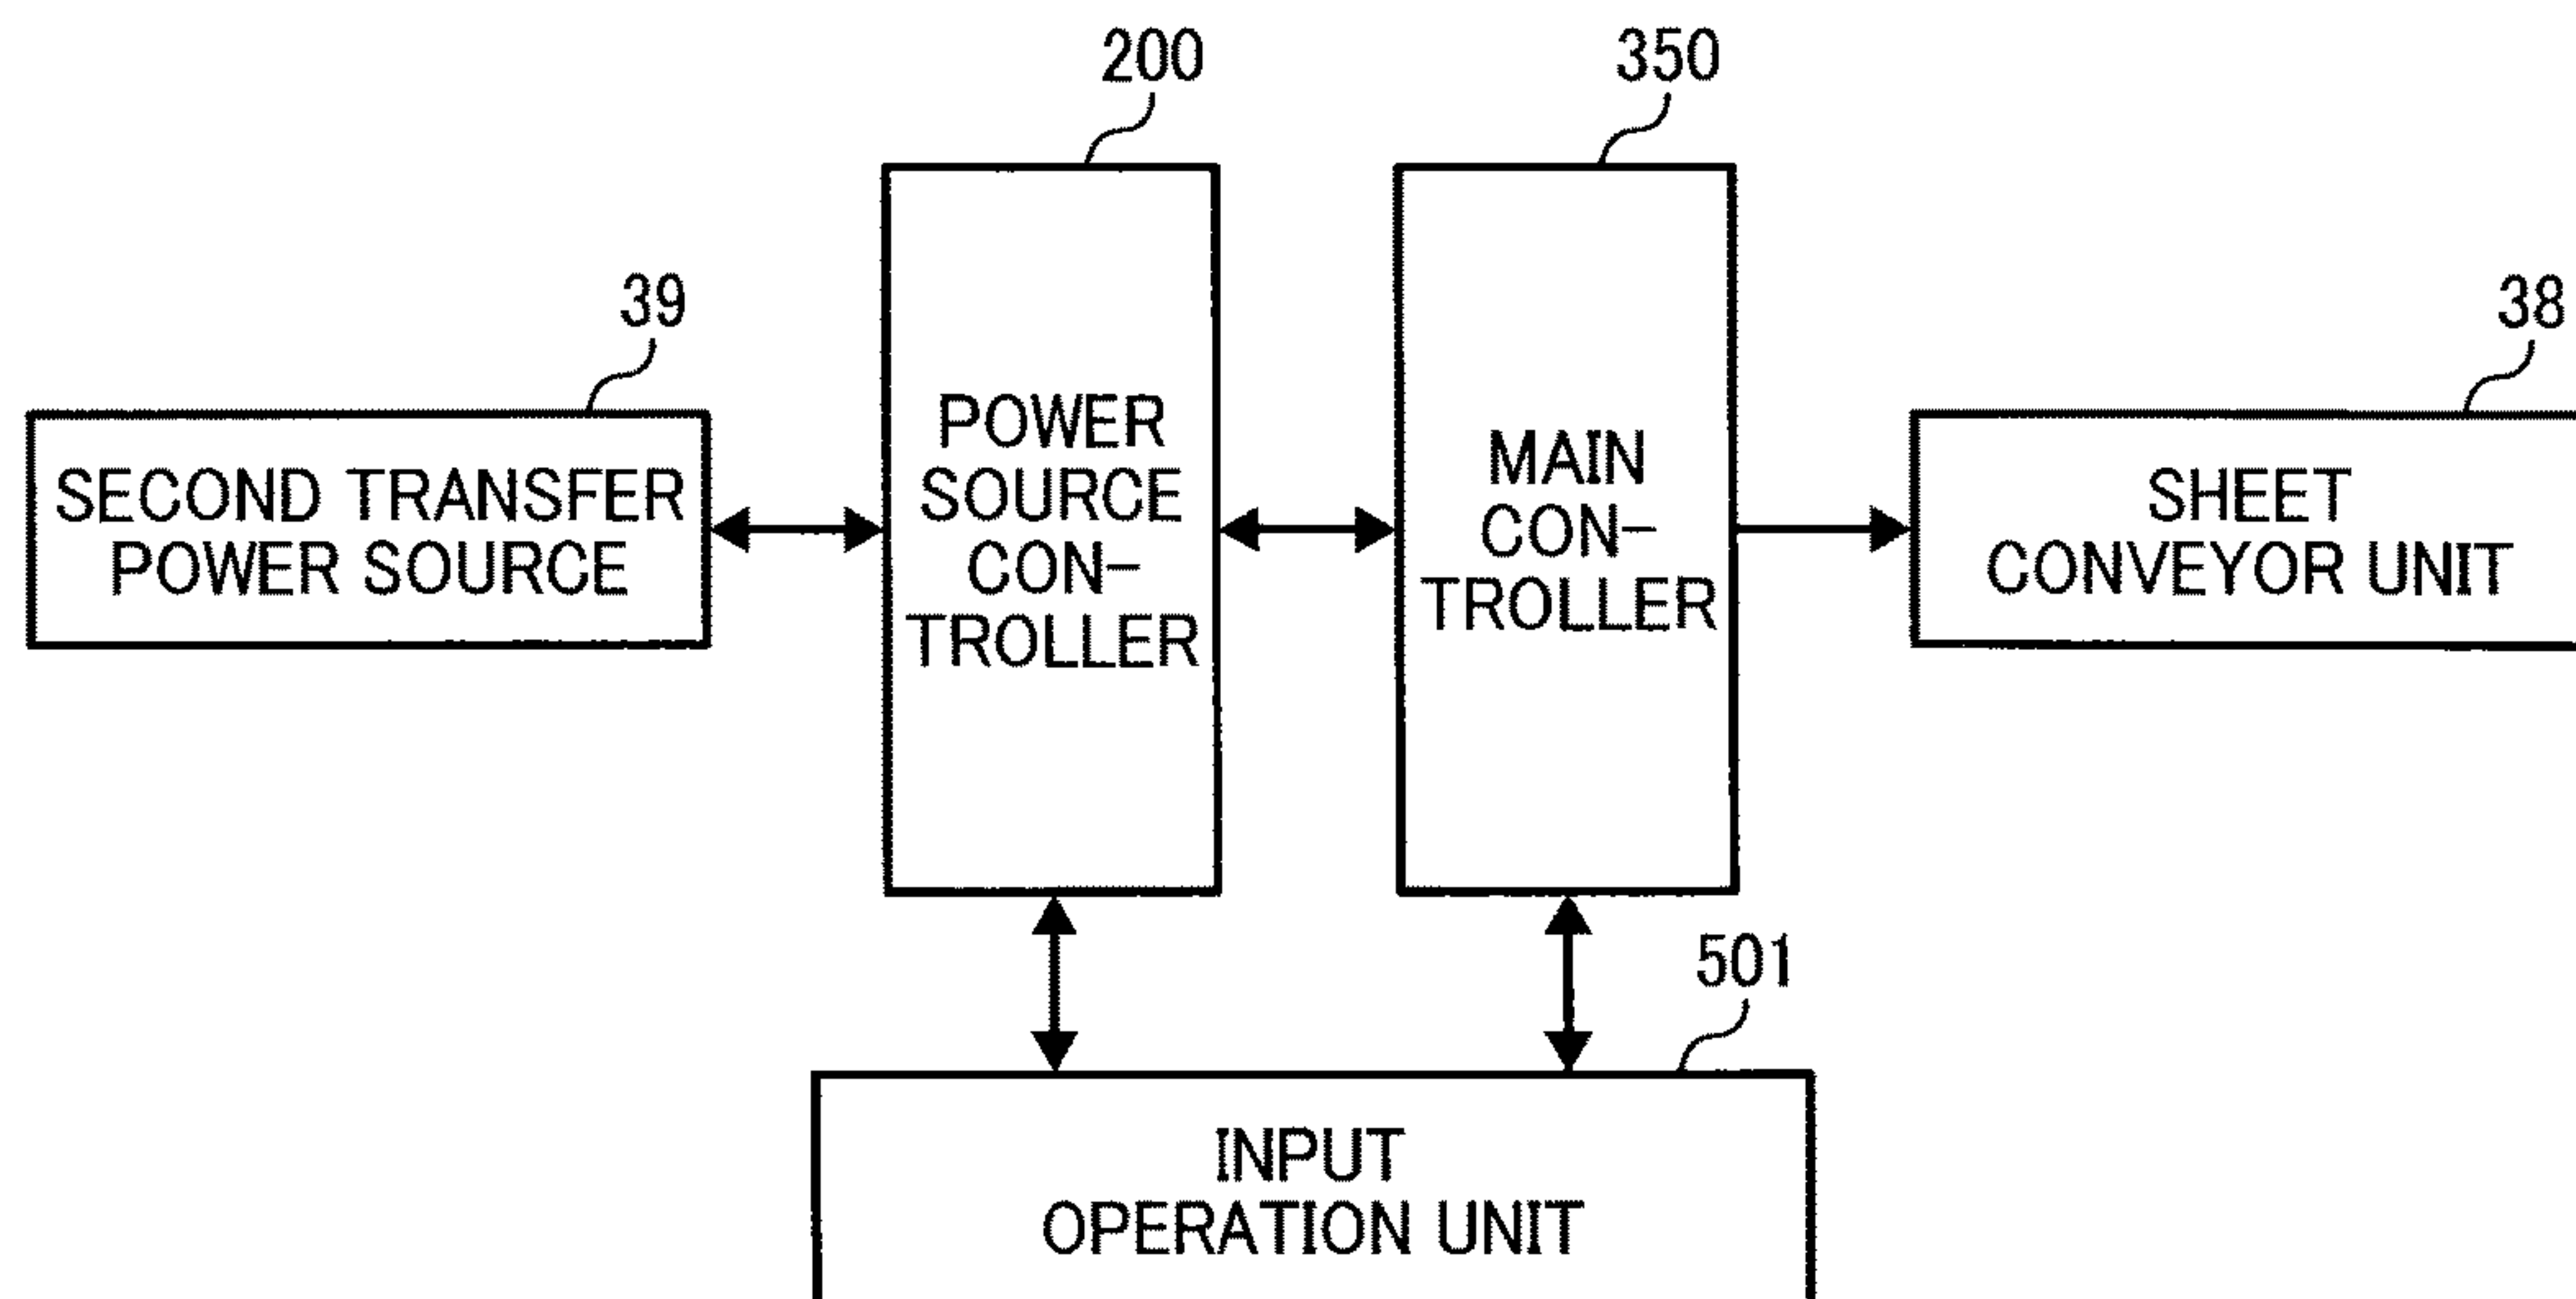 200
350
39
38
SECOND TRANSFER
POWER SOURCE
POWER
SOURCE
CON-
TROLLER
MAIN
CON-
TROLLER
SHEET
CONVEYOR UNIT
501
INPUT
OPERATION UNIT